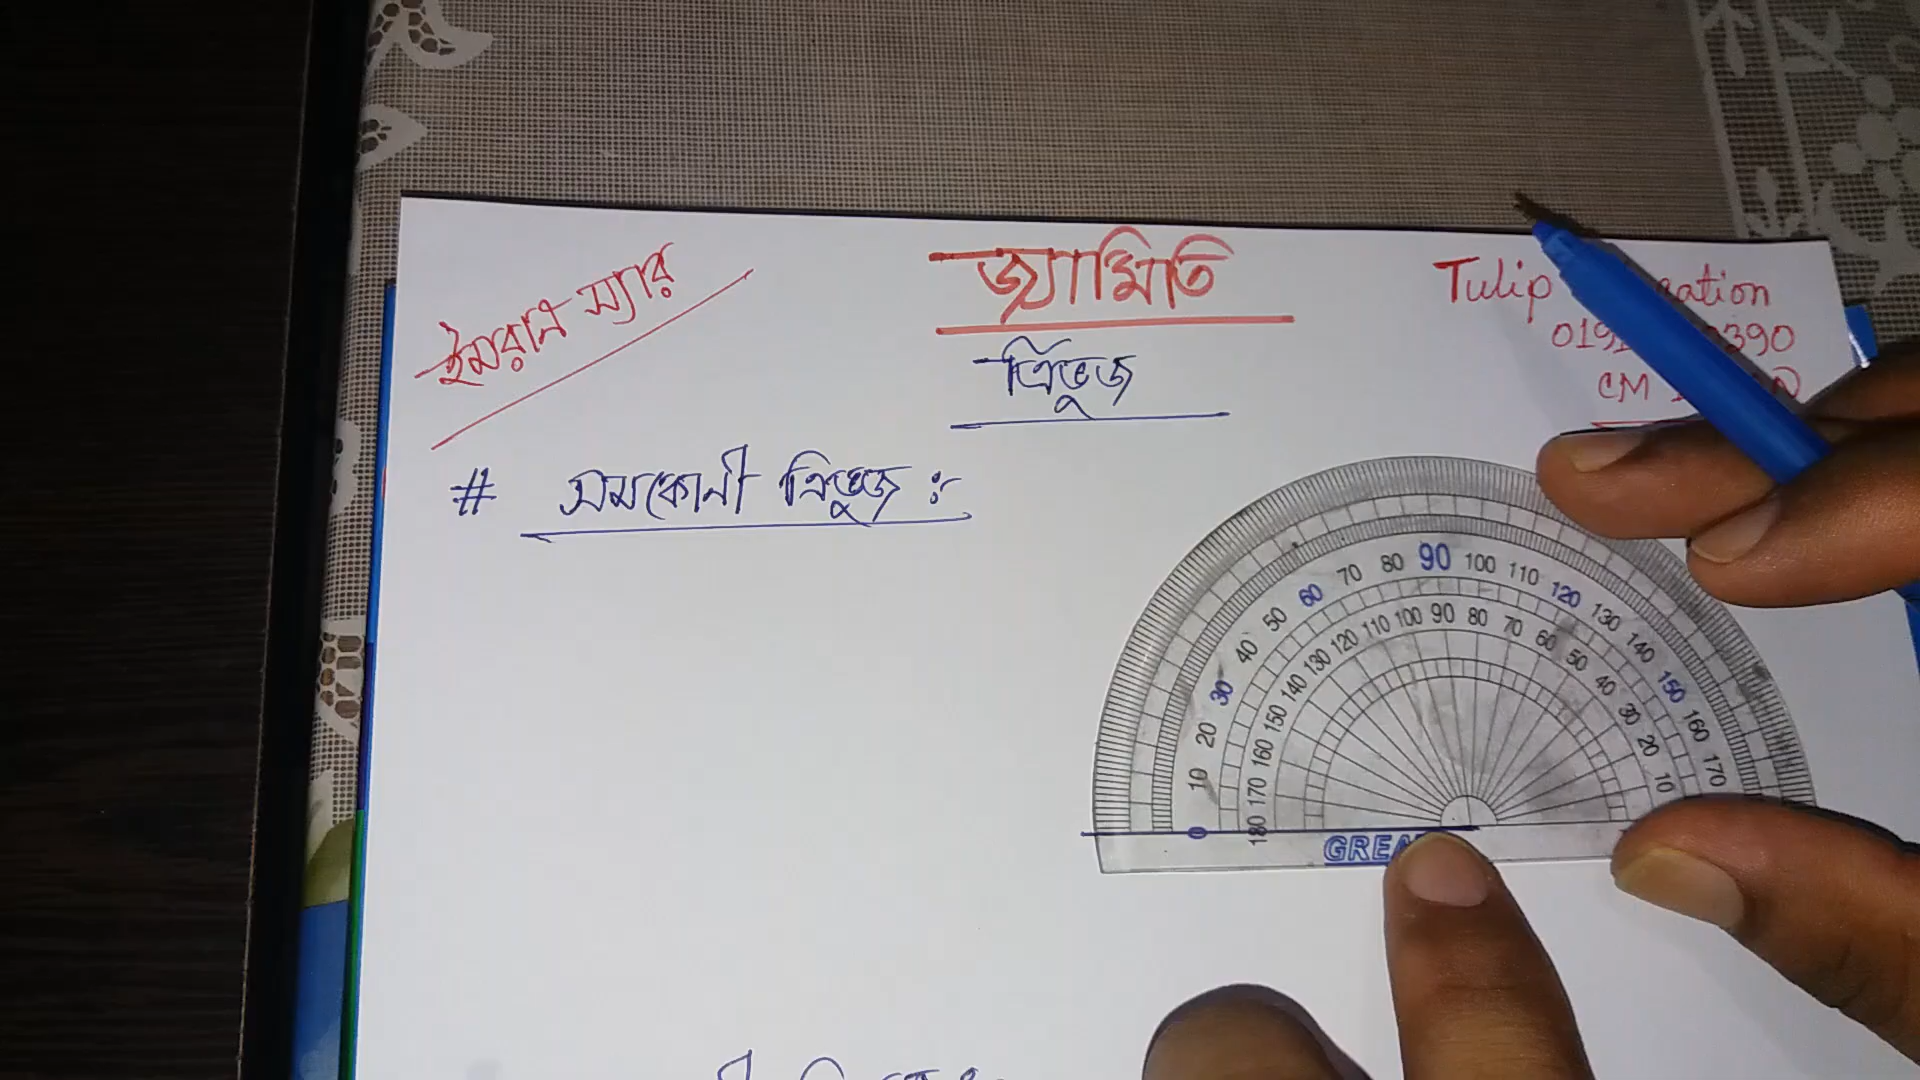 ইমরান স্যার
জ্যামিতি
Tulip
ত্রিভুজ
# সমকোনী ত্রিভুজ :-
0 10 20 30 40 50 60 70 80 90 100 110 120 130 140 150 160 170
180 170 160 150 140 130 120 110 100 90 80 70 60 50 40 30 20 10